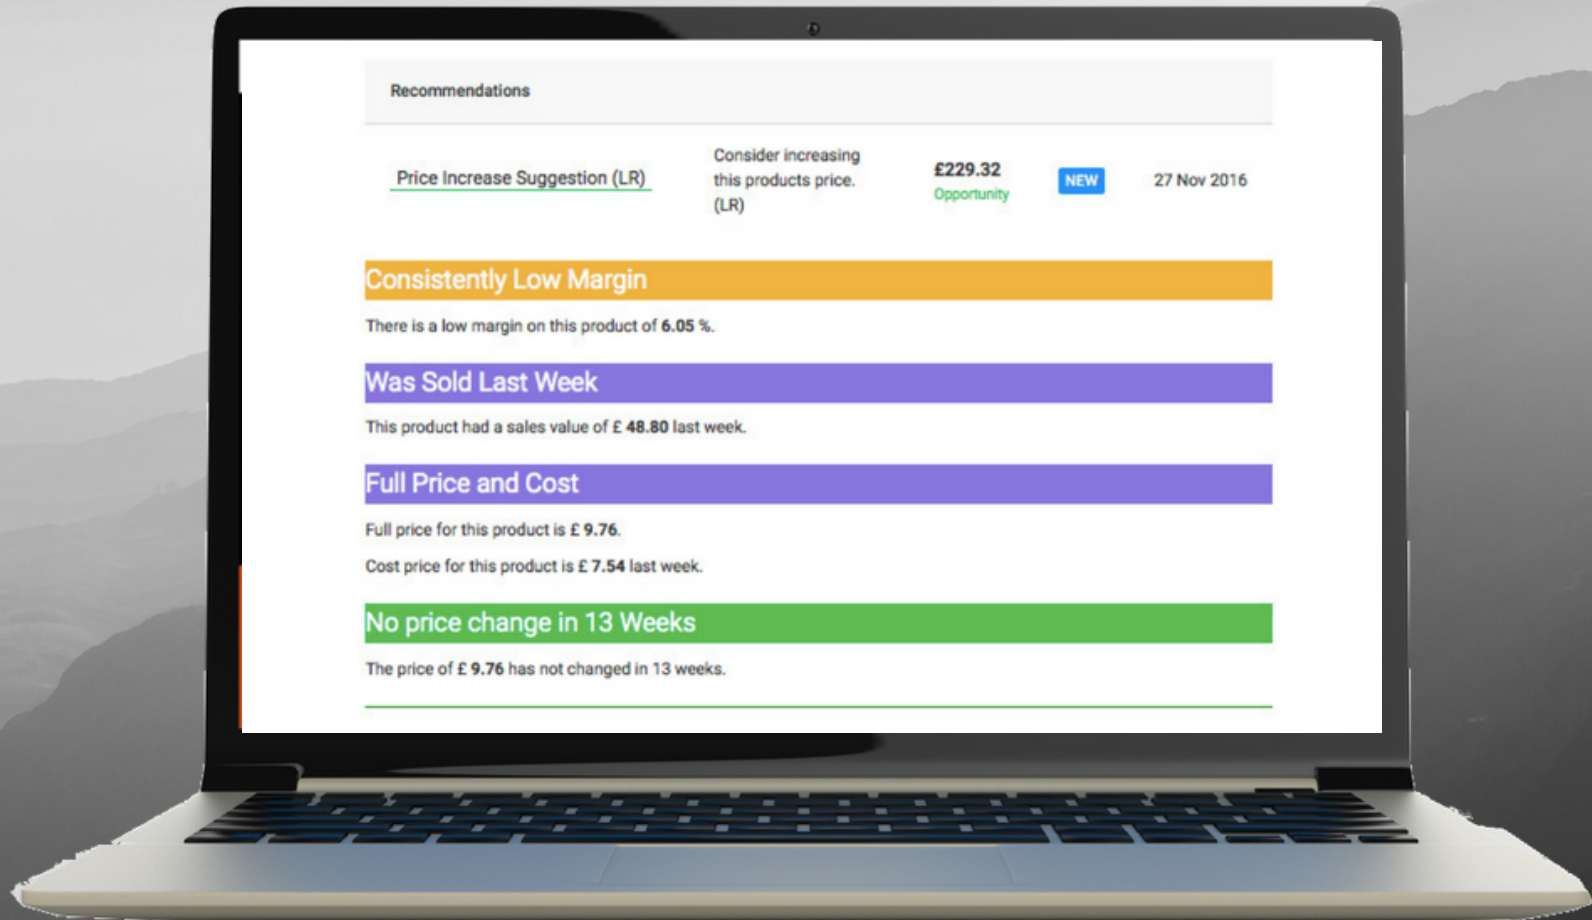 Recommendations
Price Increase Suggestion (LR)
Consider increasing
this products price.
(LR)
£229.32
Opportunity
NEW
27 Nov 2016
Consistently Low Margin
There is a low margin on this product of 6.05 %.
Was Sold Last Week
This product had a sales value of £ 48.80 last week.
Full Price and Cost
Full price for this product is £ 9.76.
Cost price for this product is £ 7.54 last week.
No price change in 13 Weeks
The price of £ 9.76 has not changed in 13 weeks.